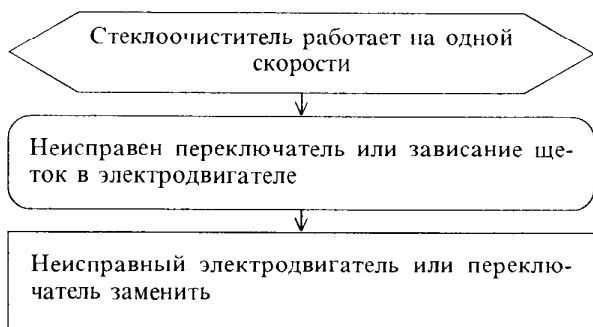 Стеклоочиститель работает на одной
скорости
Неисправен переключатель или зависание ще-
ток в электродвигателе
Неисправный электродвигатель или переклю-
чатель заменить